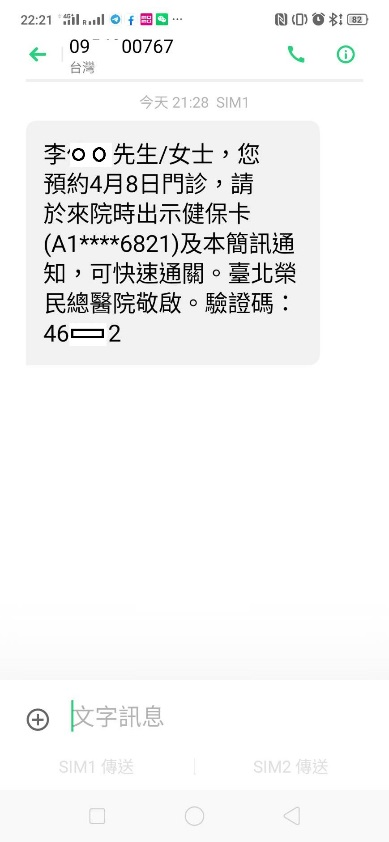 22:21
82
09 00767
台灣
今天 21:28 SIM1
李 先生/女士，您
預約4月8日門診，請
於來院時出示健保卡
(A1****6821)及本簡訊通
知，可快速通關。臺北榮
民總醫院敬啟。驗證碼：
46 2
文字訊息
SIM1 傳送
SIM2 傳送